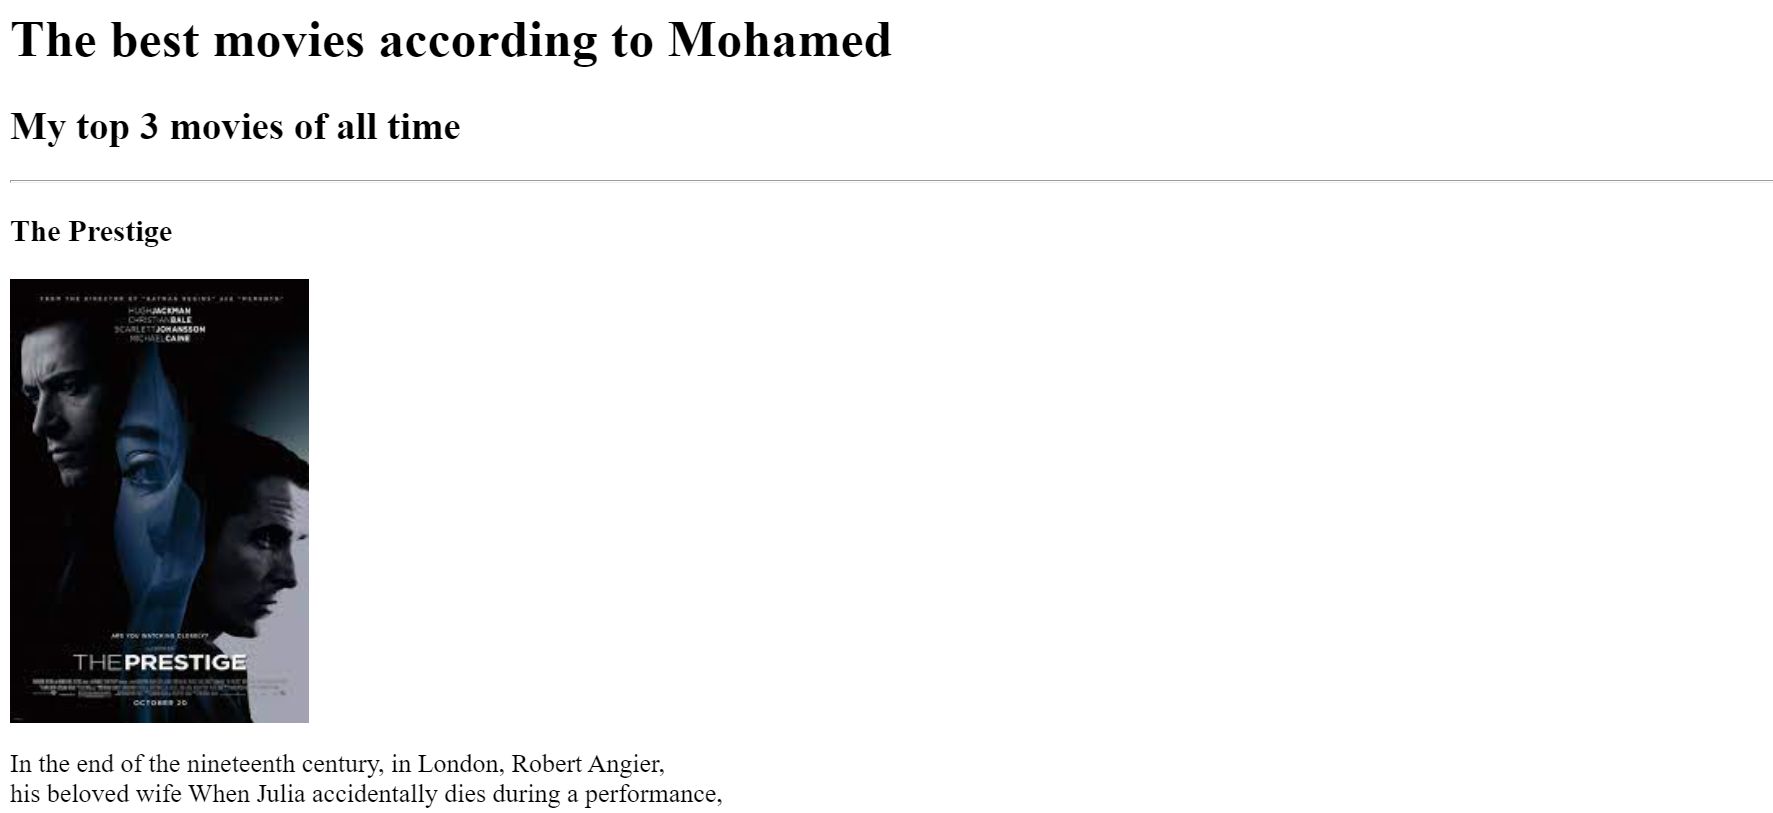 The best movies according to Mohamed
My top 3 movies of all time
The Prestige
FROM THE DIRECTOR OF "BATMAN BEGINS" AND "MEMENTO"
HUGH JACKMAN
CHRISTIAN BALE
SCARLETT JOHANSSON
MICHAEL CAINE
ARE YOU WATCHING CLOSELY?
THE PRESTIGE
OCTOBER 20
In the end of the nineteenth century, in London, Robert Angier,
his beloved wife When Julia accidentally dies during a performance,